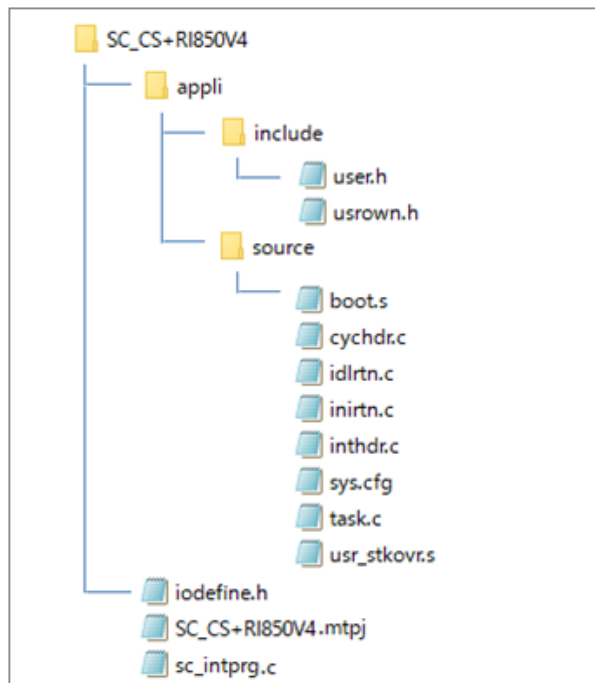 SC_CS+RI850V4
appli
include
user.h
usrown.h
source
boot.s
cychdr.c
idlrtn.c
inirtn.c
inthdr.c
sys.cfg
task.c
usr_stkovr.s
iodefine.h
SC_CS+RI850V4.mtpj
sc_intprg.c